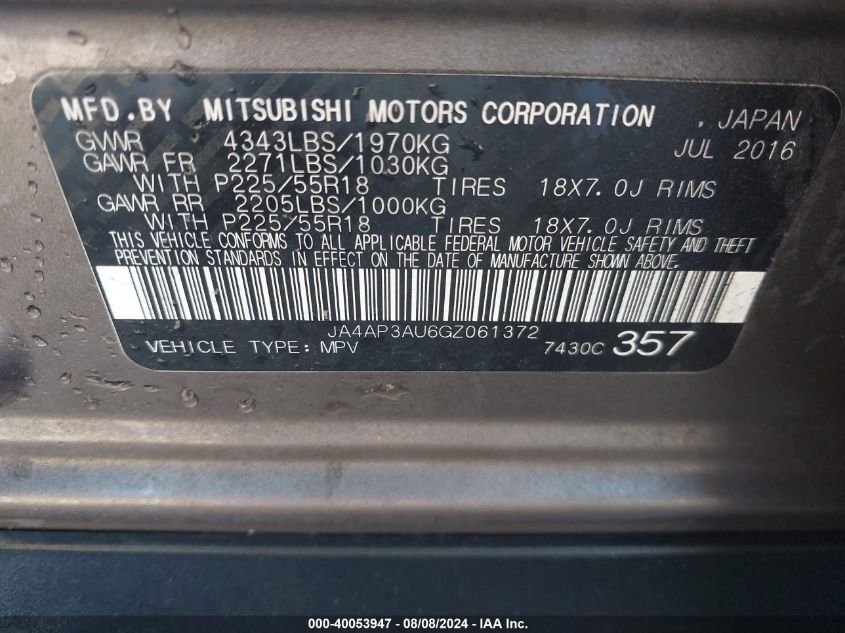 MFD.BY MITSUBISHI MOTORS CORPORATION , JAPAN
GVWR 4343LBS/1970KG JUL 2016
GAWR FR 2271LBS/1030KG
WITH P225/55R18 TIRES 18X7.0J RIMS
GAWR RR 2205LBS/1000KG
WITH P225/55R18 TIRES 18X7.0J RIMS
THIS VEHICLE CONFORMS TO ALL APPLICABLE FEDERAL MOTOR VEHICLE SAFETY AND THEFT
PREVENTION STANDARDS IN EFFECT ON THE DATE OF MANUFACTURE SHOWN ABOVE.
JA4AP3AU6GZ061372
VEHICLE TYPE: MPV 7430C 357
000-40053947 - 08/08/2024 - IAA Inc.